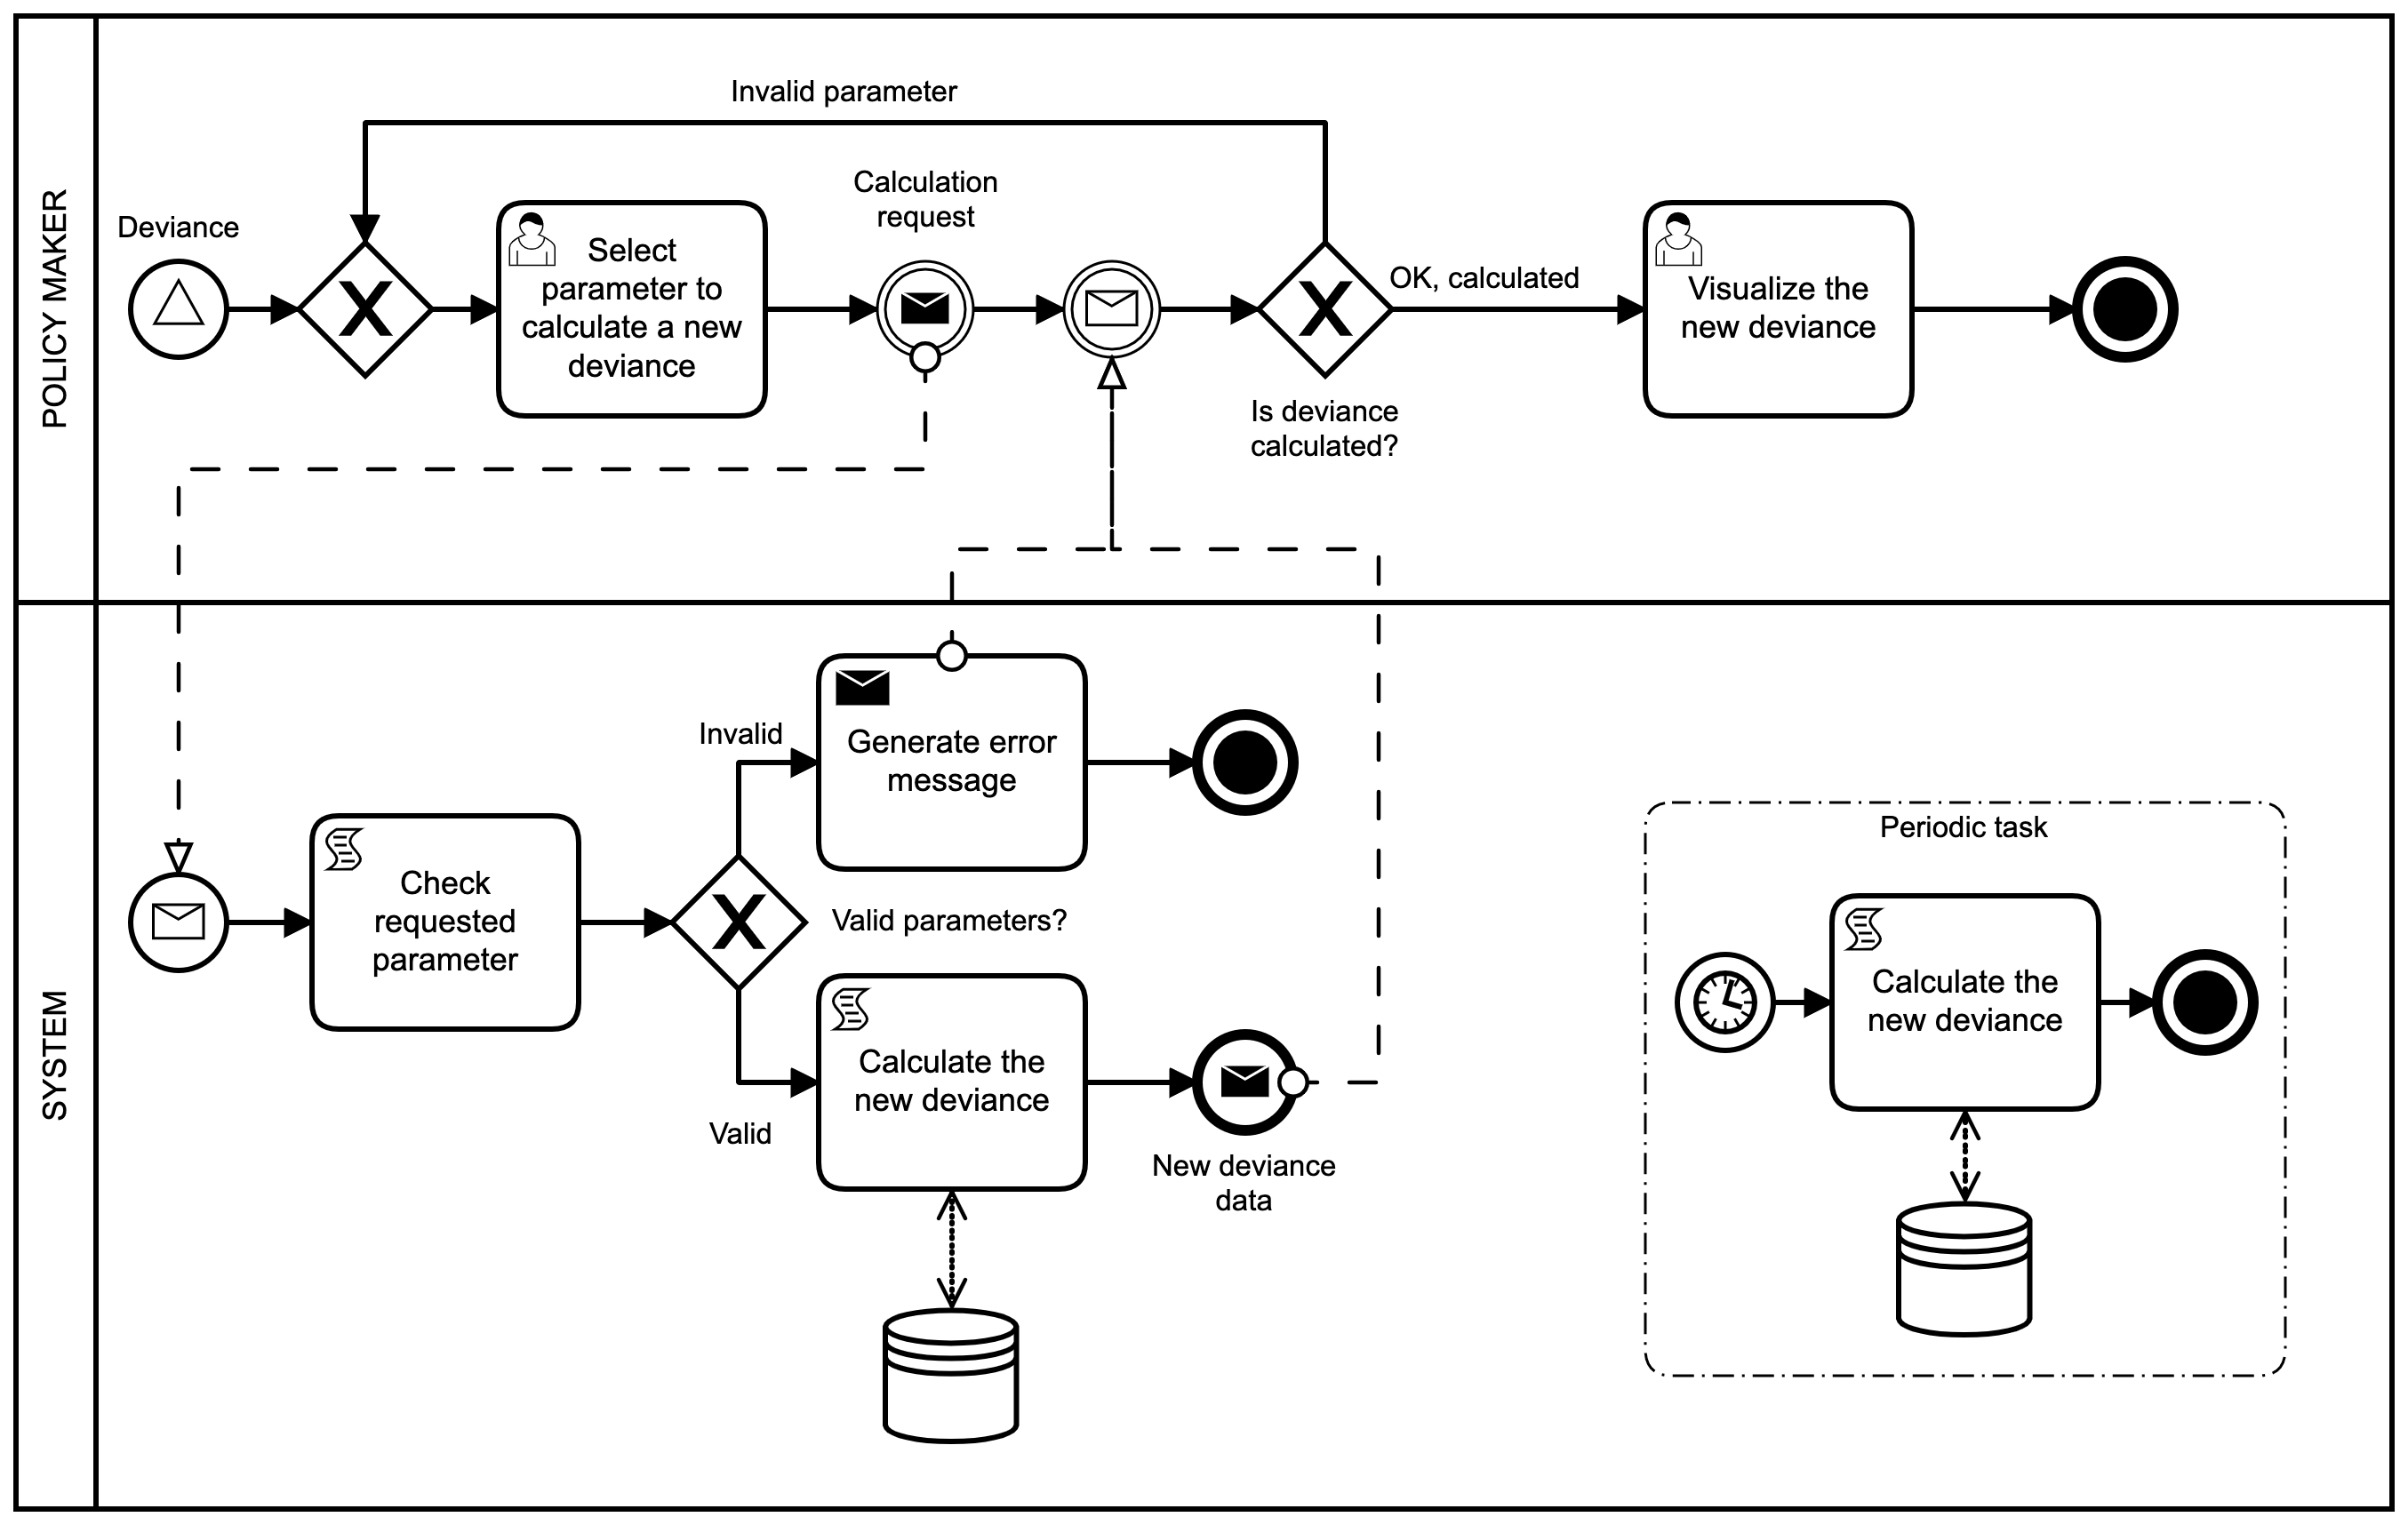 POLICY MAKER
Invalid parameter
Deviance
Select
parameter to
calculate a new
deviance
Calculation
request
Is deviance
calculated?
OK, calculated
Visualize the
new deviance
SYSTEM
Check
requested
parameter
Invalid
Generate error
message
Valid parameters?
Valid
Calculate the
new deviance
New deviance
data
Periodic task
Calculate the
new deviance